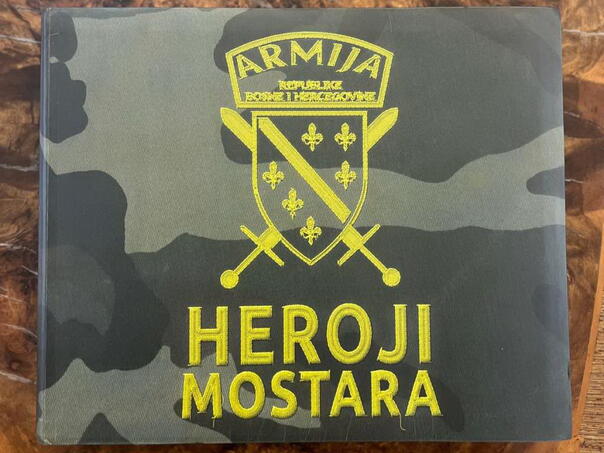 ARMIJA
REPUBLIKE
BOSNE I HERCEGOVINE
HEROJI
MOSTARA